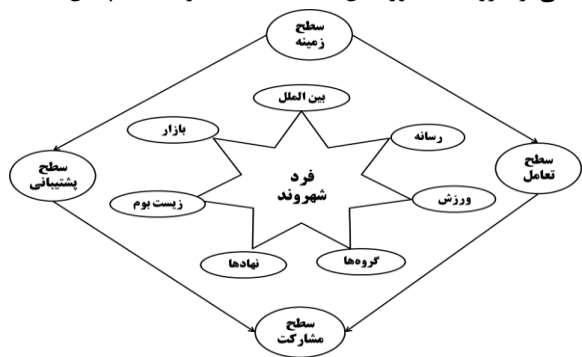 سطح
زمینه
بین الملل
رسانه
بازار
سطح
تعامل
فرد
شهروند
سطح
پشتیبانی
ورزش
زیست بوم
گروه‌ها
نهادها
سطح
مشارکت